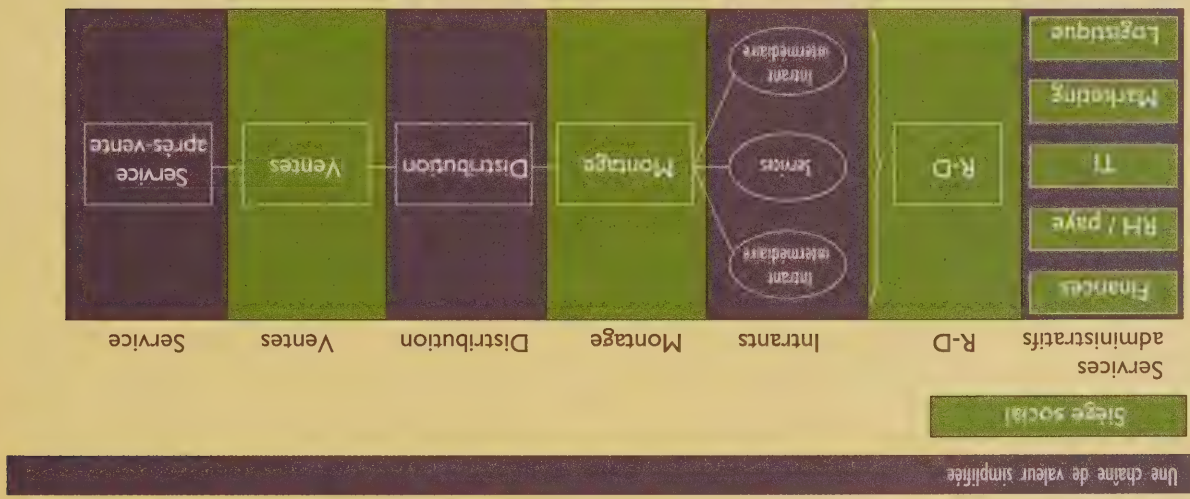 Une chaîne de valeur simplifiée
Siège social
Services
administratifs
R-D
Intrants
Montage
Distribution
Ventes
Service
Finances
RH / paye
TI
Marketing
Logistique
R-D
Intrant
intermédiaire
Services
Intrant
intermédiaire
Montage
Distribution
Ventes
Service
après-vente